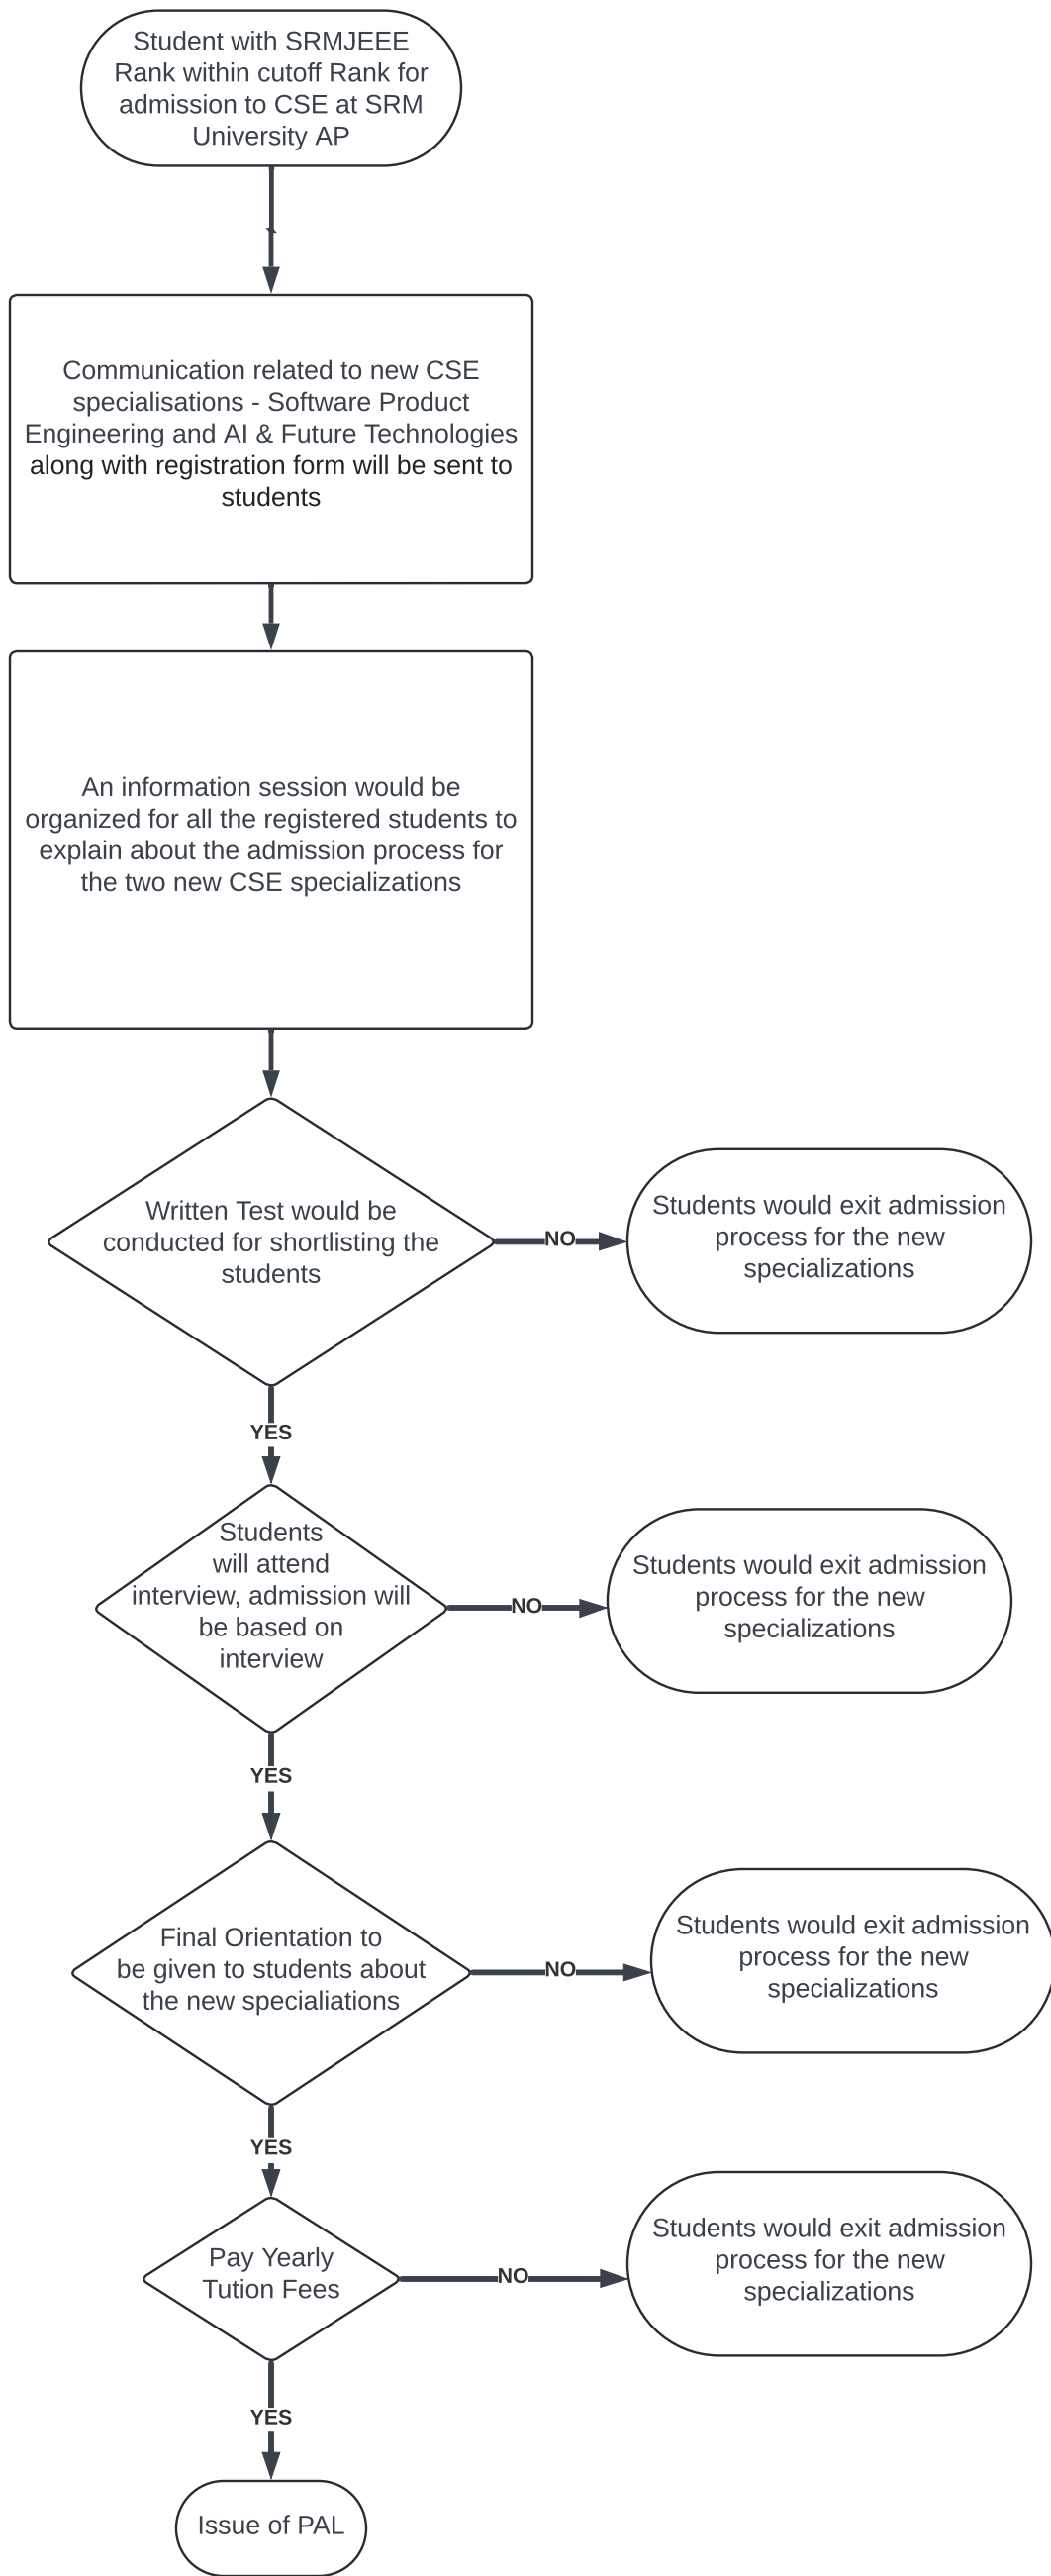 Student with SRMJEEE
Rank within cutoff Rank for
admission to CSE at SRM
University AP
Communication related to new CSE
specialisations - Software Product
Engineering and AI & Future Technologies
along with registration form will be sent to
students
An information session would be
organized for all the registered students to
explain about the admission process for
the two new CSE specializations
Written Test would be
conducted for shortlisting the
students
NO
Students would exit admission
process for the new
specializations
YES
Students
will attend
interview, admission will
be based on
interview
NO
Students would exit admission
process for the new
specializations
YES
Final Orientation to
be given to students about
the new specialiations
NO
Students would exit admission
process for the new
specializations
YES
Pay Yearly
Tution Fees
NO
Students would exit admission
process for the new
specializations
YES
Issue of PAL